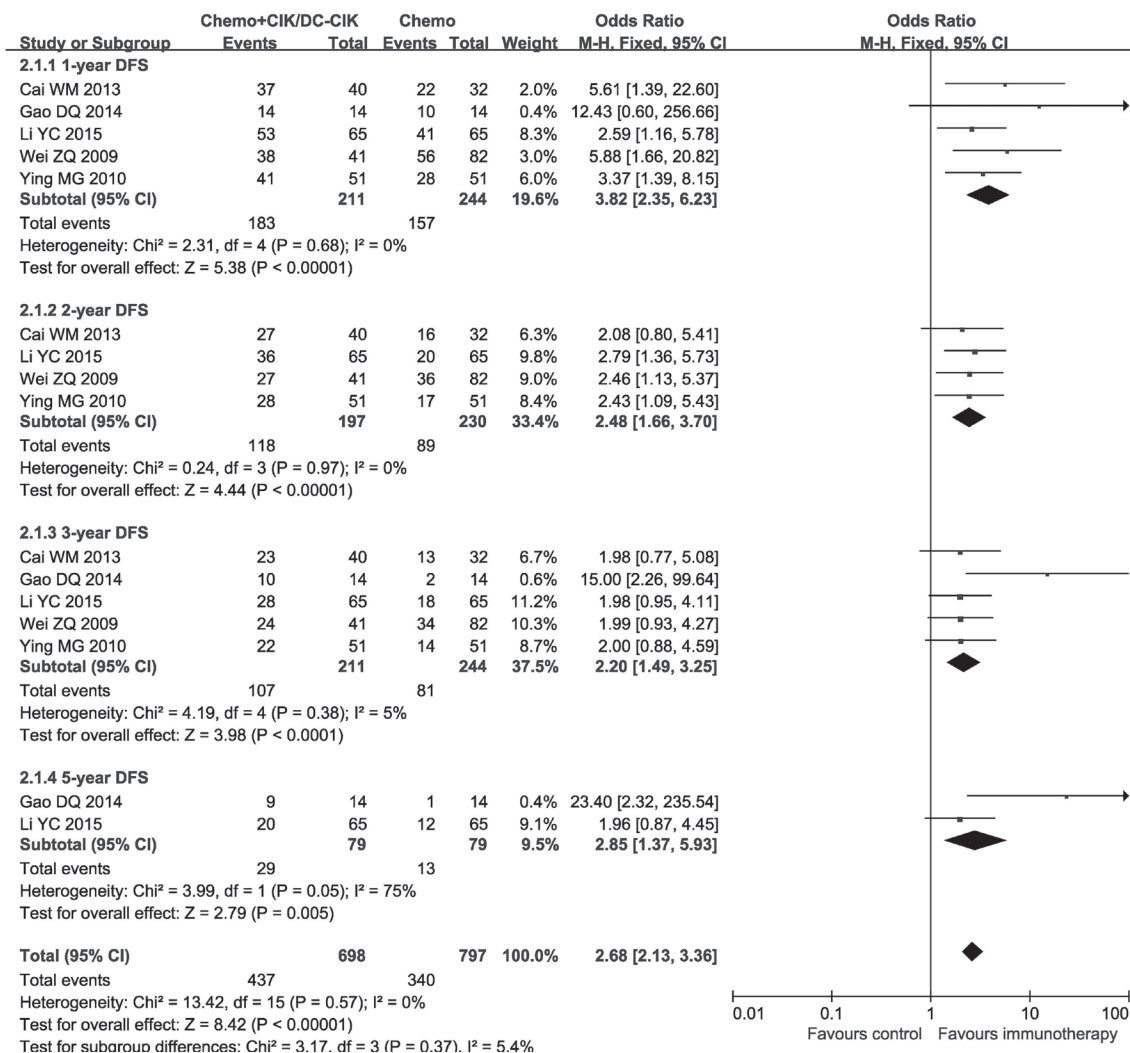 Chemo+CIK/DC-CIK Chemo Odds Ratio Odds Ratio
Study or Subgroup Events Total Events Total Weight M-H, Fixed, 95% CI M-H, Fixed, 95% CI
2.1.1 1-year DFS
Cai WM 2013 37 40 22 32 2.0% 5.61 [1.39, 22.60]
Gao DQ 2014 14 14 10 14 0.4% 12.43 [0.60, 256.66]
Li YC 2015 53 65 41 65 8.3% 2.59 [1.16, 5.78]
Wei ZQ 2009 38 41 56 82 3.0% 5.88 [1.66, 20.82]
Ying MG 2010 41 51 28 51 6.0% 3.37 [1.39, 8.15]
Subtotal (95% CI) 211 244 19.6% 3.82 [2.35, 6.23]
Total events 183 157
Heterogeneity: Chi² = 2.31, df = 4 (P = 0.68); I² = 0%
Test for overall effect: Z = 5.38 (P < 0.00001)
2.1.2 2-year DFS
Cai WM 2013 27 40 16 32 6.3% 2.08 [0.80, 5.41]
Li YC 2015 36 65 20 65 9.8% 2.79 [1.36, 5.73]
Wei ZQ 2009 27 41 36 82 9.0% 2.46 [1.13, 5.37]
Ying MG 2010 28 51 17 51 8.4% 2.43 [1.09, 5.43]
Subtotal (95% CI) 197 230 33.4% 2.48 [1.66, 3.70]
Total events 118 89
Heterogeneity: Chi² = 0.24, df = 3 (P = 0.97); I² = 0%
Test for overall effect: Z = 4.44 (P < 0.00001)
2.1.3 3-year DFS
Cai WM 2013 23 40 13 32 6.7% 1.98 [0.77, 5.08]
Gao DQ 2014 10 14 2 14 0.6% 15.00 [2.26, 99.64]
Li YC 2015 28 65 18 65 11.2% 1.98 [0.95, 4.11]
Wei ZQ 2009 24 41 34 82 10.3% 1.99 [0.93, 4.27]
Ying MG 2010 22 51 14 51 8.7% 2.00 [0.88, 4.59]
Subtotal (95% CI) 211 244 37.5% 2.20 [1.49, 3.25]
Total events 107 81
Heterogeneity: Chi² = 4.19, df = 4 (P = 0.38); I² = 5%
Test for overall effect: Z = 3.98 (P < 0.0001)
2.1.4 5-year DFS
Gao DQ 2014 9 14 1 14 0.4% 23.40 [2.32, 235.54]
Li YC 2015 20 65 12 65 9.1% 1.96 [0.87, 4.45]
Subtotal (95% CI) 79 79 9.5% 2.85 [1.37, 5.93]
Total events 29 13
Heterogeneity: Chi² = 3.99, df = 1 (P = 0.05); I² = 75%
Test for overall effect: Z = 2.79 (P = 0.005)
Total (95% CI) 698 797 100.0% 2.68 [2.13, 3.36]
Total events 437 340
Heterogeneity: Chi² = 13.42, df = 15 (P = 0.57); I² = 0%
Test for overall effect: Z = 8.42 (P < 0.00001)
Test for subgroup differences: Chi² = 3.17, df = 3 (P = 0.37), I² = 5.4%
0.01 0.1 1 10 100
Favours control Favours immunotherapy